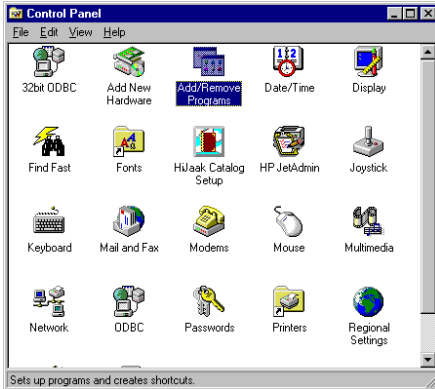 Control Panel
File Edit View Help
32bit ODBC
Add New
Hardware
Add/Remove
Programs
Date/Time
Display
Find Fast
Fonts
HiJaak Catalog
Setup
HP JetAdmin
Joystick
Keyboard
Mail and Fax
Modems
Mouse
Multimedia
Network
ODBC
Passwords
Printers
Regional
Settings
Sets up programs and creates shortcuts.